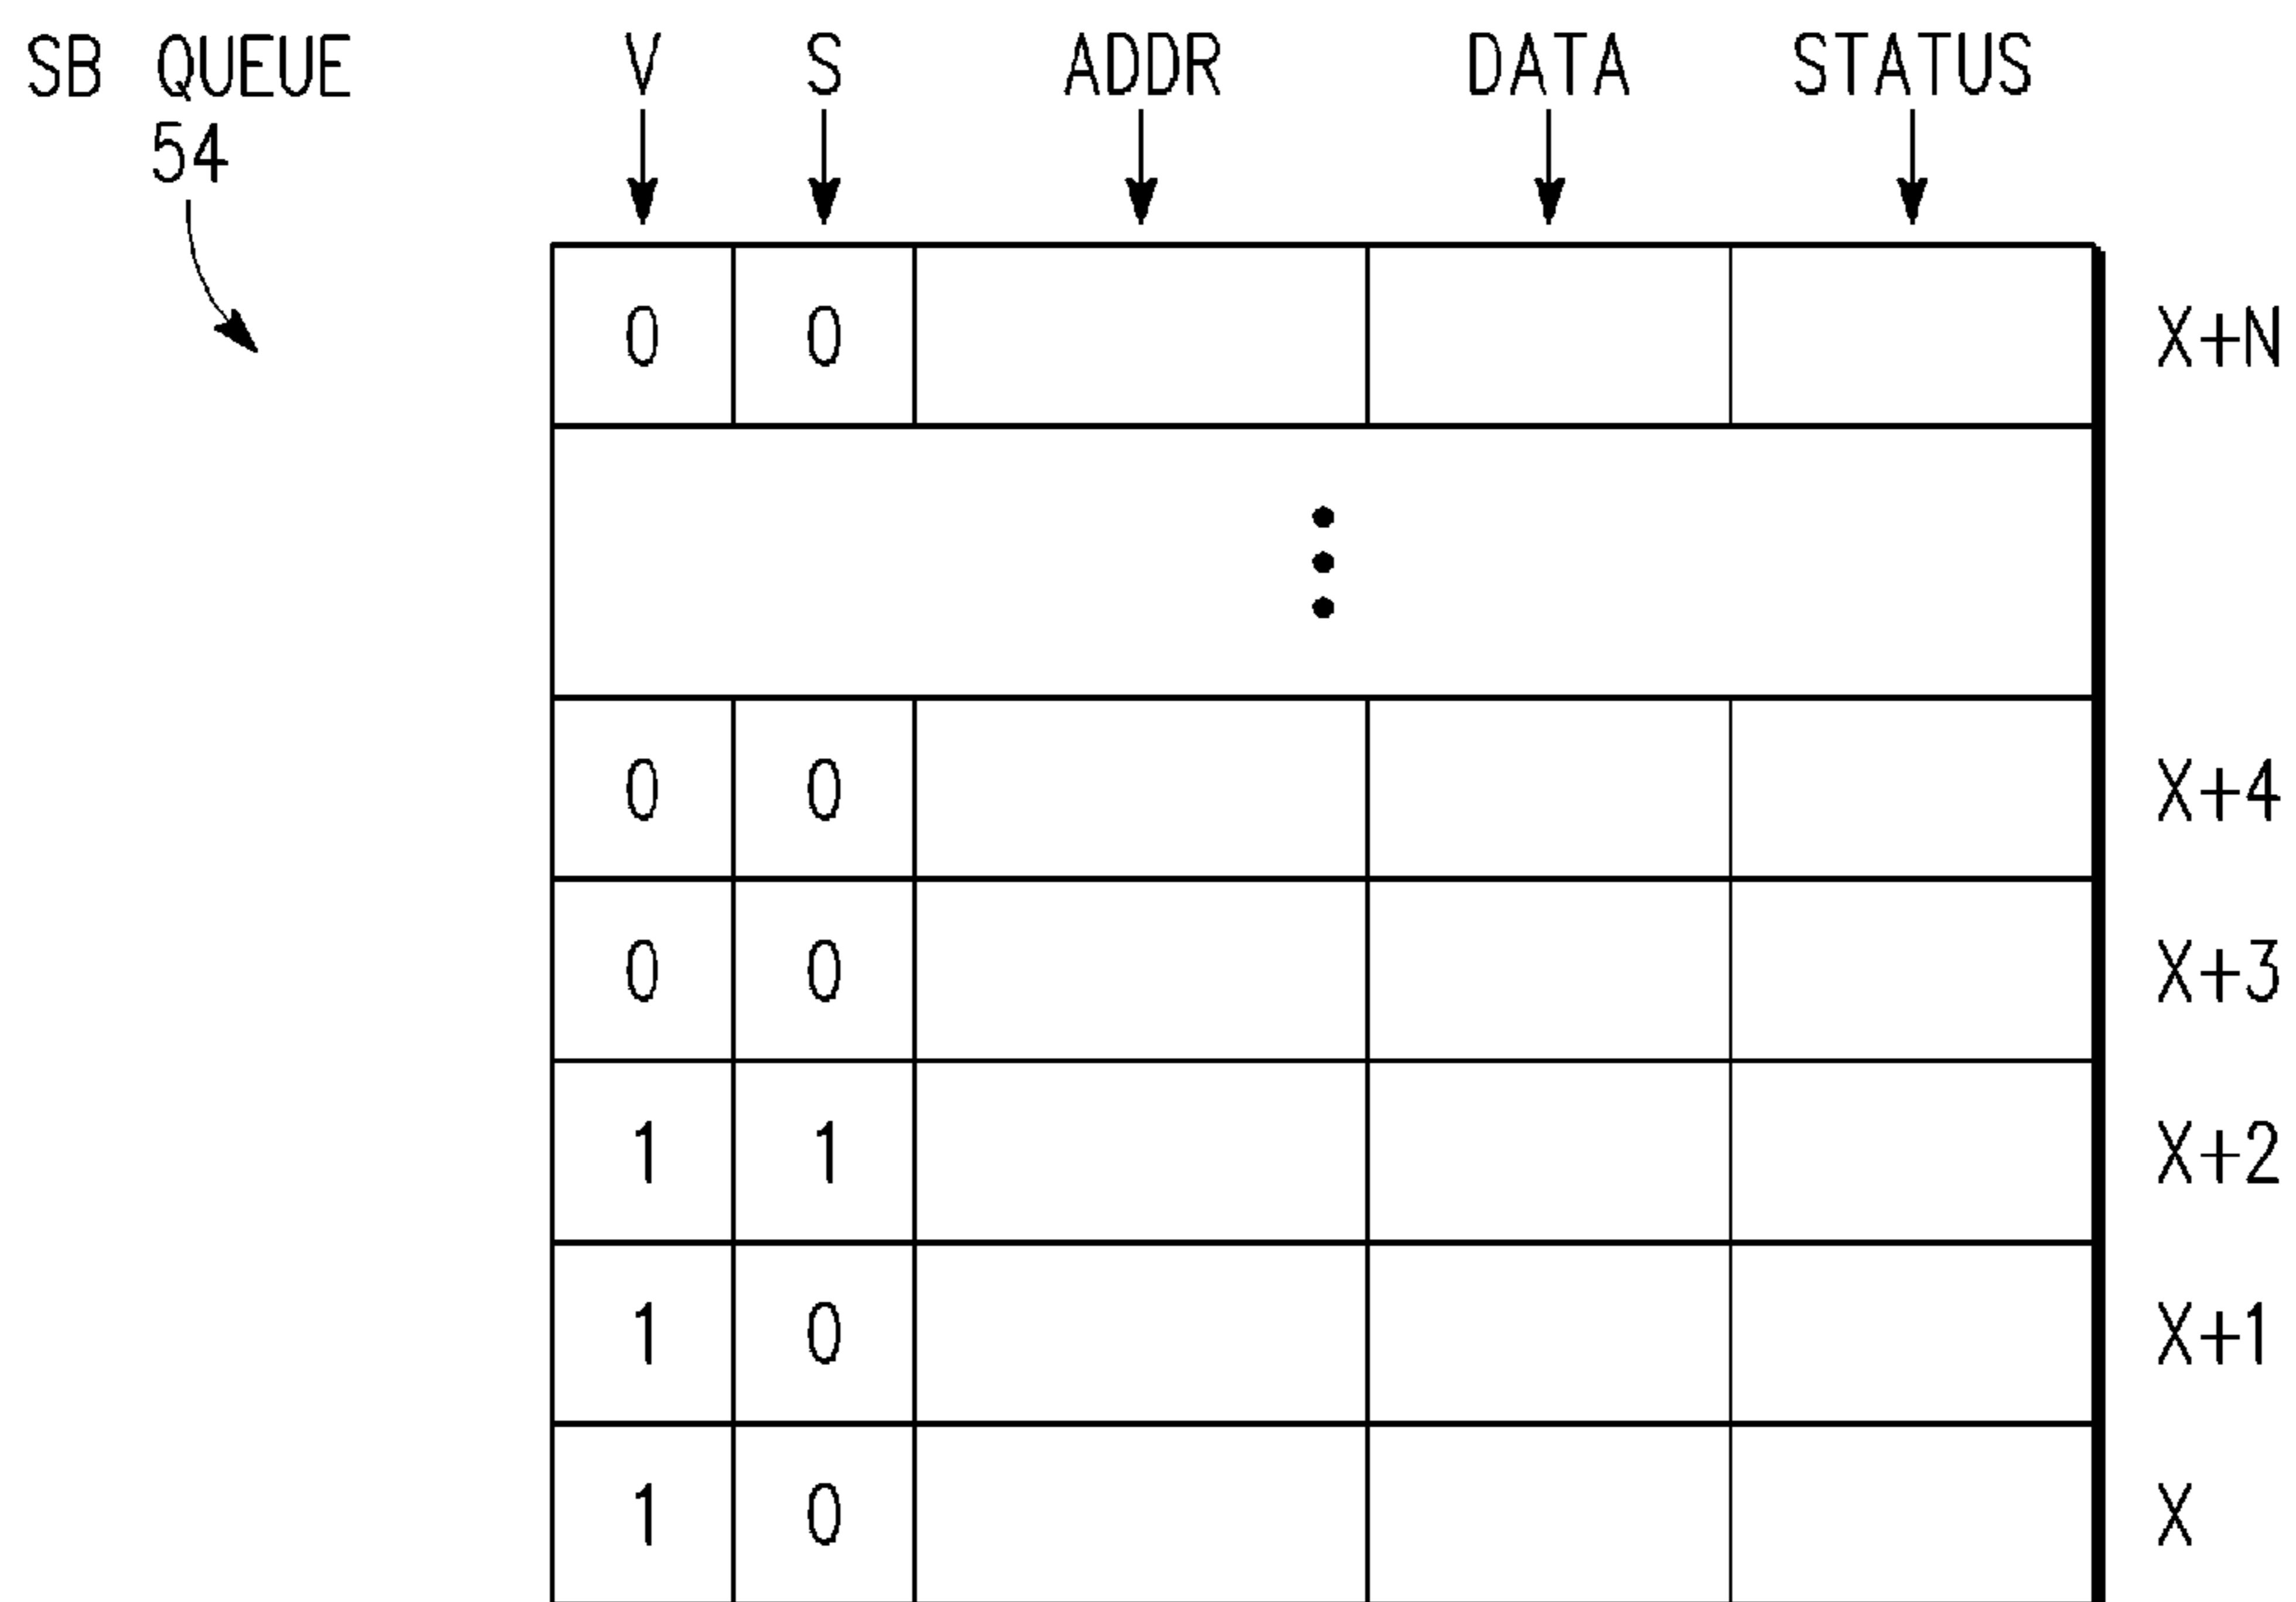 SB QUEUE V S ADDR DATA STATUS
54
0 0 X+N
0 0 X+4
0 0 X+3
1 1 X+2
1 0 X+1
1 0 X